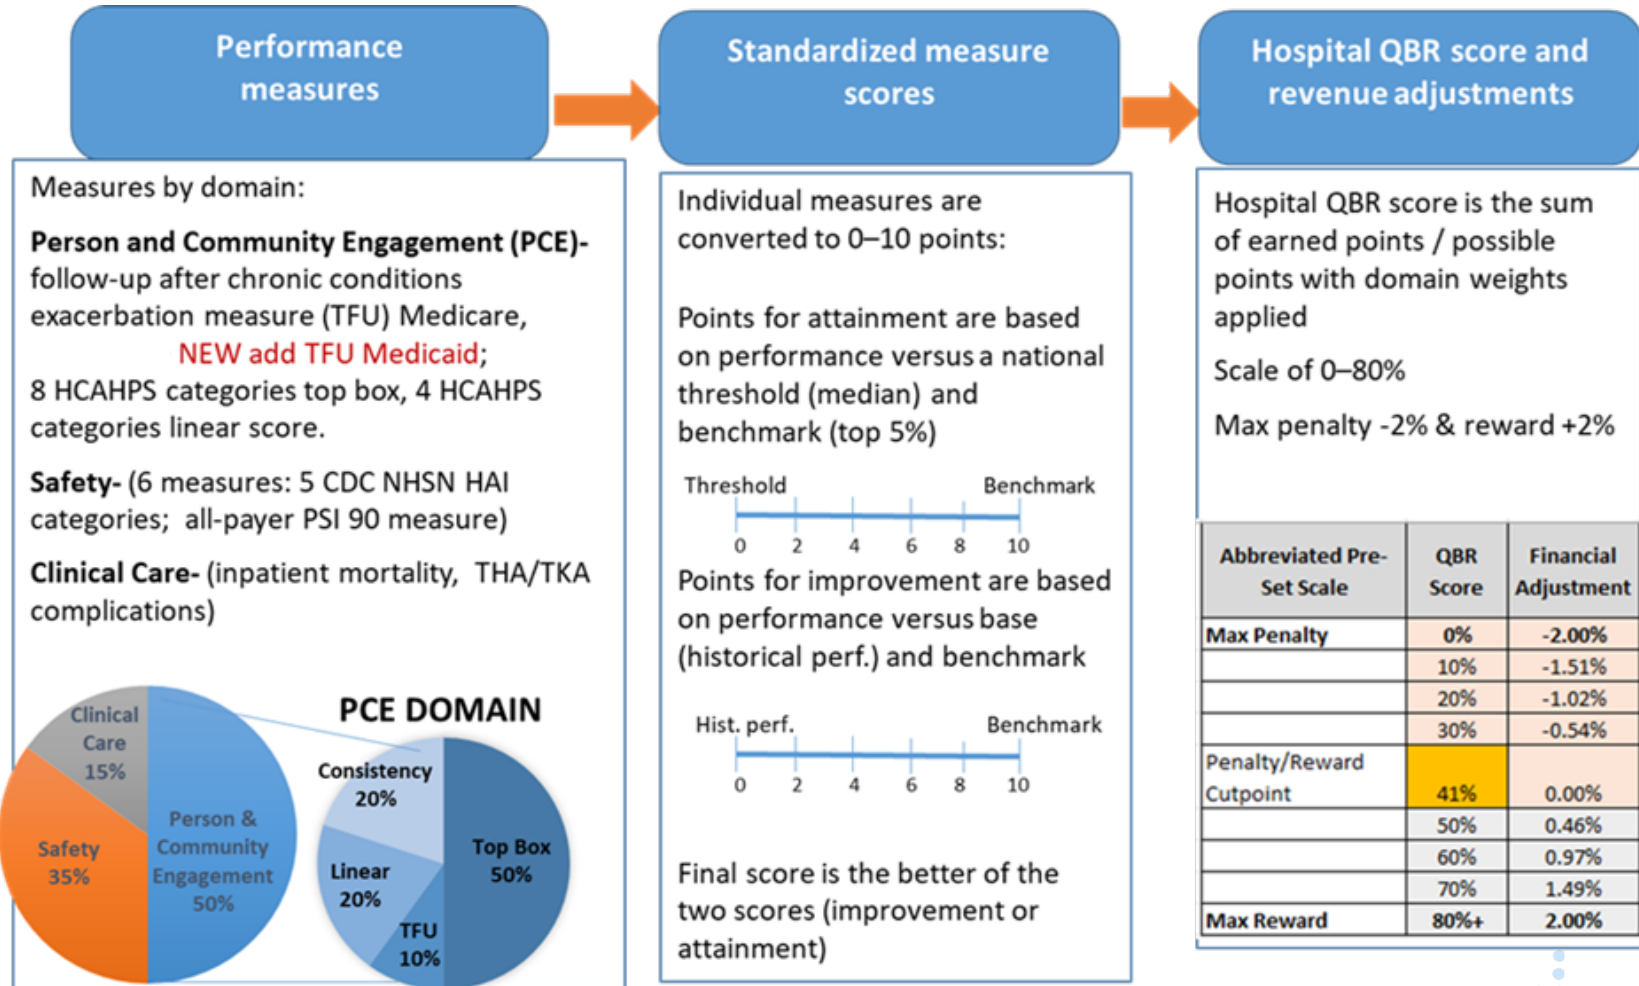 Performance
measures
Standardized measure
scores
Hospital QBR score and
revenue adjustments
Measures by domain:
Person and Community Engagement (PCE)-
follow-up after chronic conditions
exacerbation measure (TFU) Medicare,
NEW add TFU Medicaid;
8 HCAHPS categories top box, 4 HCAHPS
categories linear score.
Safety- (6 measures: 5 CDC NHSN HAI
categories;  all-payer PSI 90 measure)
Clinical Care- (inpatient mortality,  THA/TKA
complications)
Clinical
Care
15%
Safety
35%
Person &
Community
Engagement
50%
PCE DOMAIN
Consistency
20%
Linear
20%
TFU
10%
Top Box
50%
Individual measures are
converted to 0–10 points:
Points for attainment are based
on performance versus a national
threshold (median) and
benchmark (top 5%)
Threshold Benchmark
0 2 4 6 8 10
Points for improvement are based
on performance versus base
(historical perf.) and benchmark
Hist. perf. Benchmark
0 2 4 6 8 10
Final score is the better of the
two scores (improvement or
attainment)
Hospital QBR score is the sum
of earned points / possible
points with domain weights
applied
Scale of 0–80%
Max penalty -2% & reward +2%
Abbreviated Pre-
Set Scale
QBR
Score
Financial
Adjustment
Max Penalty 0% -2.00%
10% -1.51%
20% -1.02%
30% -0.54%
Penalty/Reward
Cutpoint 41% 0.00%
50% 0.46%
60% 0.97%
70% 1.49%
Max Reward 80%+ 2.00%